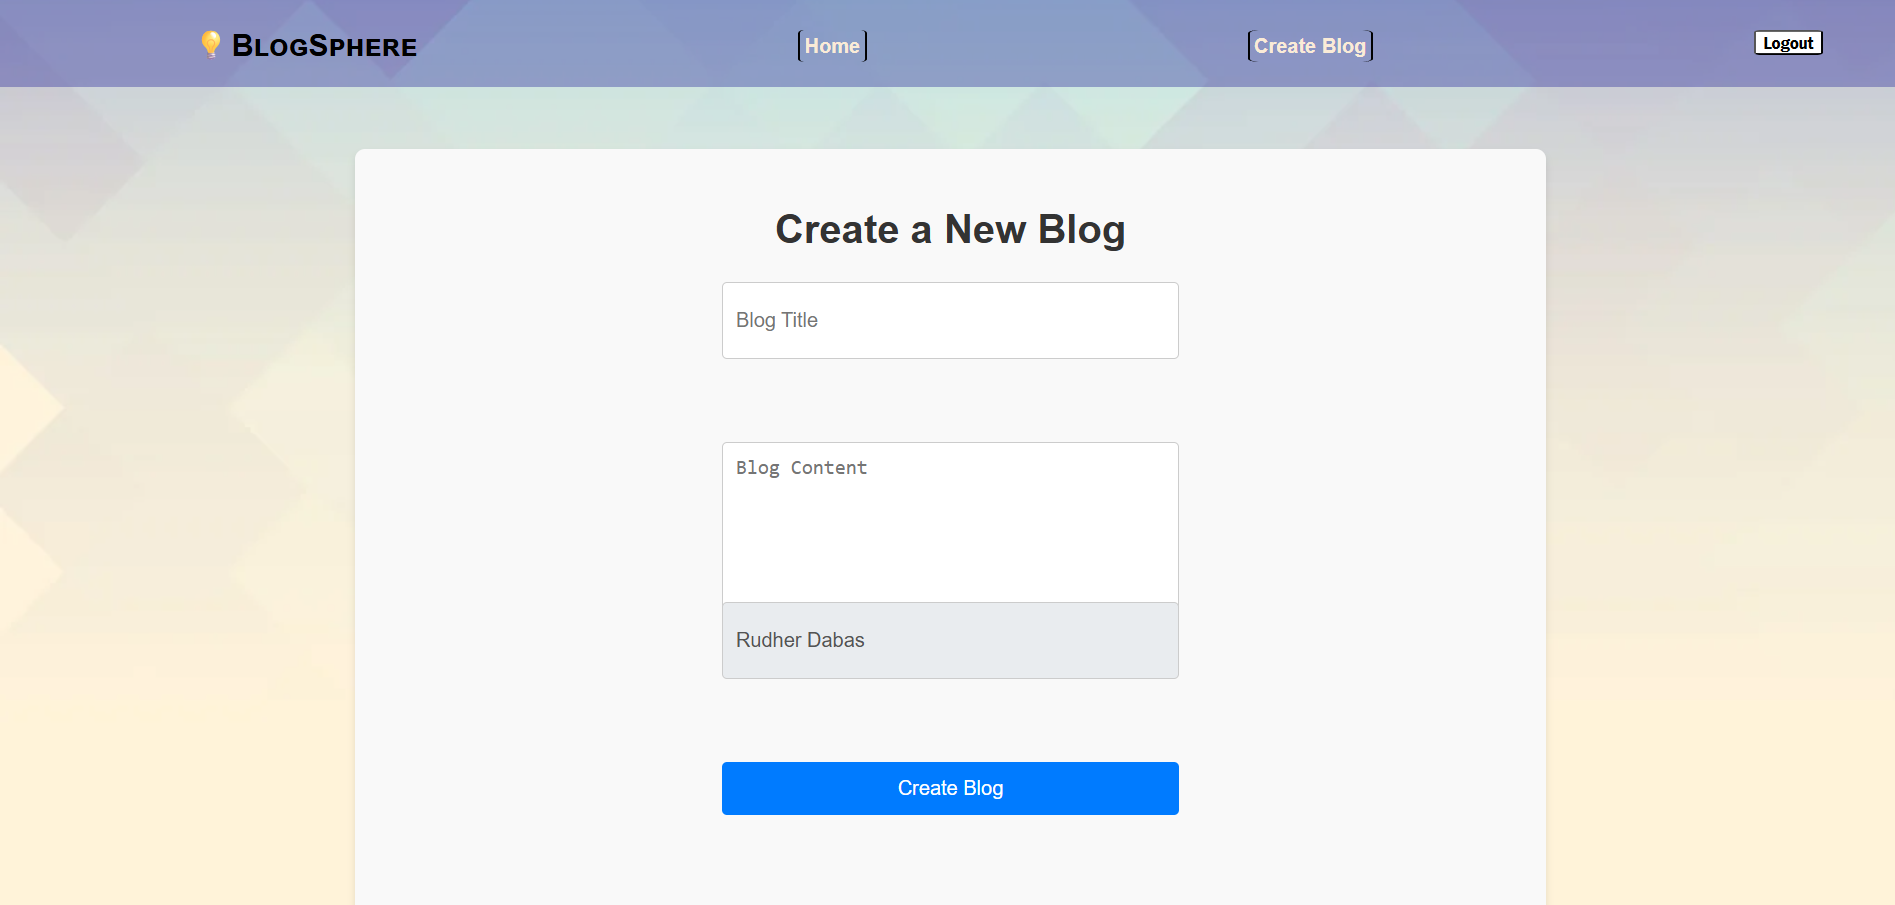 BlogSphere
Home
Create Blog
Logout
Create a New Blog
Blog Title
Blog Content
Rudher Dabas
Create Blog